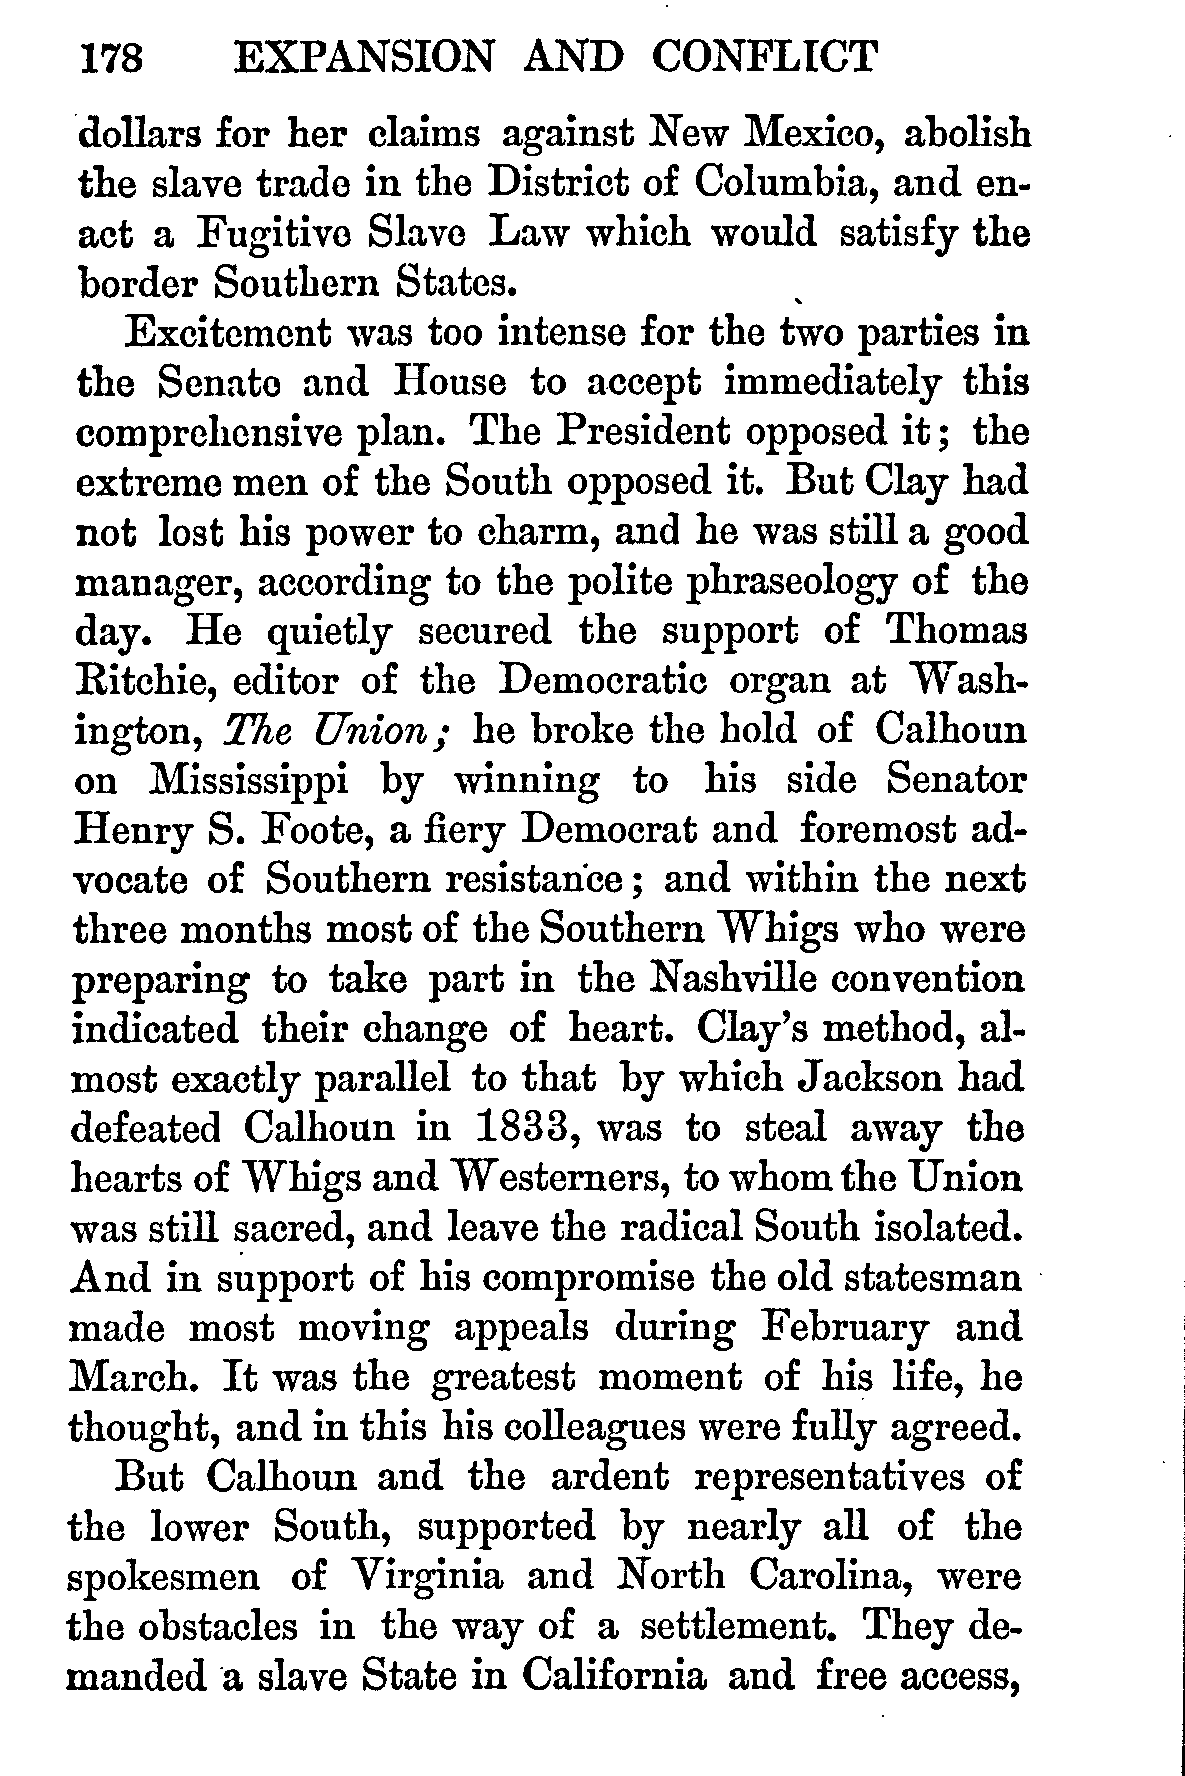 178 EXPANSION AND CONFLICT
dollars for her claims against New Mexico, abolish
the slave trade in the District of Columbia, and en-
act a Fugitive Slave Law which would satisfy the
border Southern States.
Excitement was too intense for the two parties in
the Senate and House to accept immediately this
comprehensive plan. The President opposed it; the
extreme men of the South opposed it. But Clay had
not lost his power to charm, and he was still a good
manager, according to the polite phraseology of the
day. He quietly secured the support of Thomas
Ritchie, editor of the Democratic organ at Wash-
ington, The Union; he broke the hold of Calhoun
on Mississippi by winning to his side Senator
Henry S. Foote, a fiery Democrat and foremost ad-
vocate of Southern resistance; and within the next
three months most of the Southern Whigs who were
preparing to take part in the Nashville convention
indicated their change of heart. Clay's method, al-
most exactly parallel to that by which Jackson had
defeated Calhoun in 1833, was to steal away the
hearts of Whigs and Westerners, to whom the Union
was still sacred, and leave the radical South isolated.
And in support of his compromise the old statesman
made most moving appeals during February and
March. It was the greatest moment of his life, he
thought, and in this his colleagues were fully agreed.
But Calhoun and the ardent representatives of
the lower South, supported by nearly all of the
spokesmen of Virginia and North Carolina, were
the obstacles in the way of a settlement. They de-
manded a slave State in California and free access,